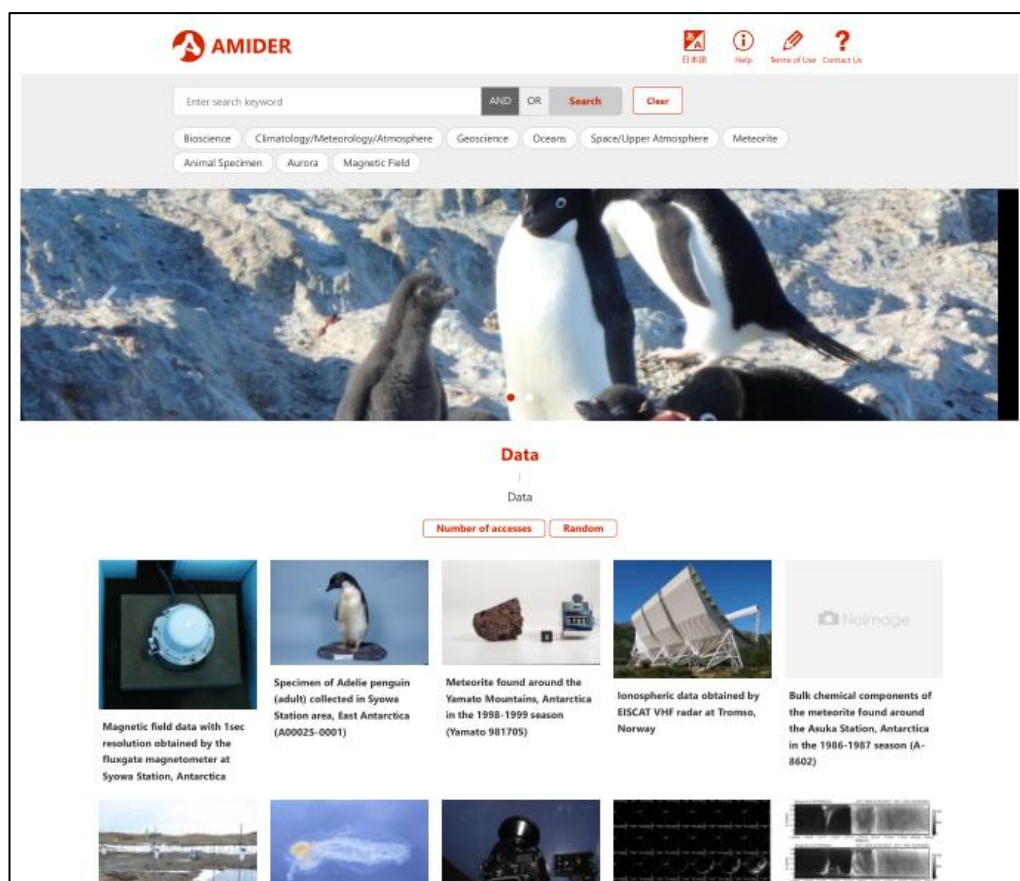 AMIDER
日本語
Help
Terms of Use
Contact Us
Enter search keyword
AND
OR
Search
Clear
Bioscience
Climatology/Meteorology/Atmosphere
Geoscience
Oceans
Space/Upper Atmosphere
Meteorite
Animal Specimen
Aurora
Magnetic Field
Data
Data
Number of accesses
Random
Magnetic field data with 1sec
resolution obtained by the
fluxgate magnetometer at
Syowa Station, Antarctica
Specimen of Adelie penguin
(adult) collected in Syowa
Station area, East Antarctica
(A00025-0001)
Meteorite found around the
Yamato Mountains, Antarctica
in the 1998-1999 season
(Yamato 981705)
Ionospheric data obtained by
EISCAT VHF radar at Tromso,
Norway
NoImage
Bulk chemical components of
the meteorite found around
the Asuka Station, Antarctica
in the 1986-1987 season (A-
8602)